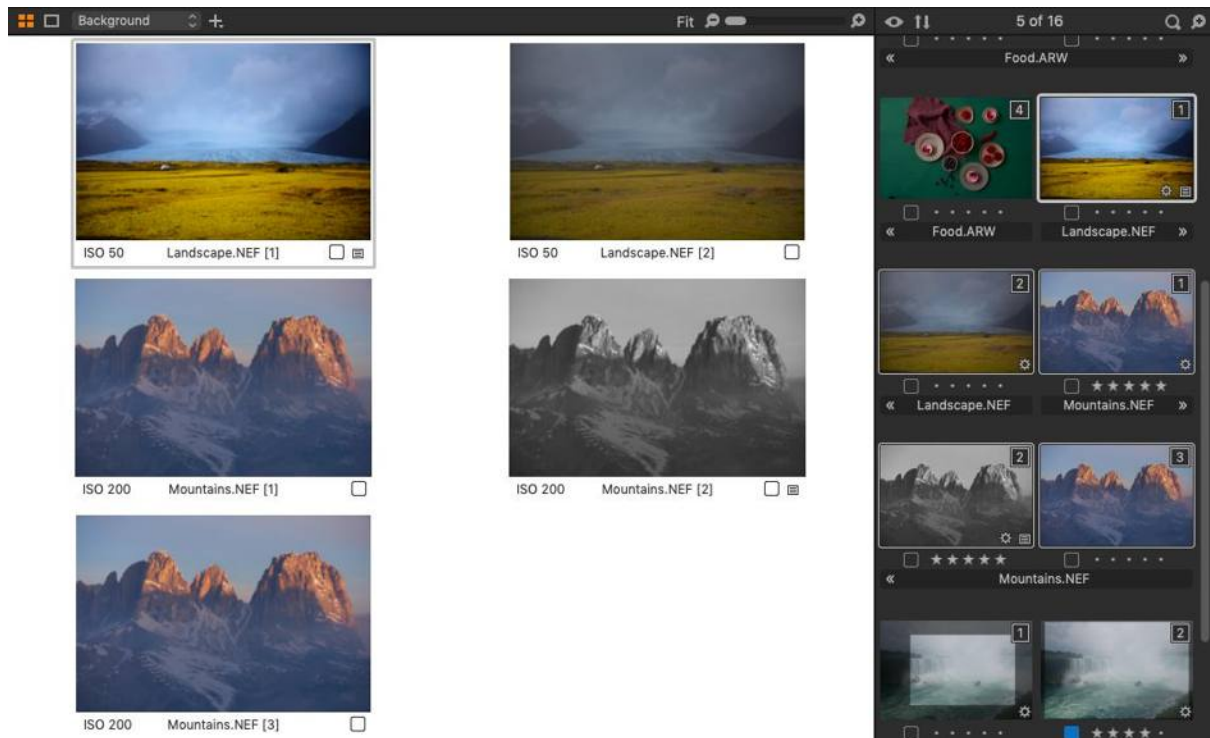 Background
Fit
5 of 16
ISO 50 Landscape.NEF [1]
ISO 50 Landscape.NEF [2]
ISO 200 Mountains.NEF [1]
ISO 200 Mountains.NEF [2]
ISO 200 Mountains.NEF [3]
« Food.ARW »
4
1
« Food.ARW
Landscape.NEF »
2
1
« Landscape.NEF
Mountains.NEF »
2
3
« Mountains.NEF
1
2